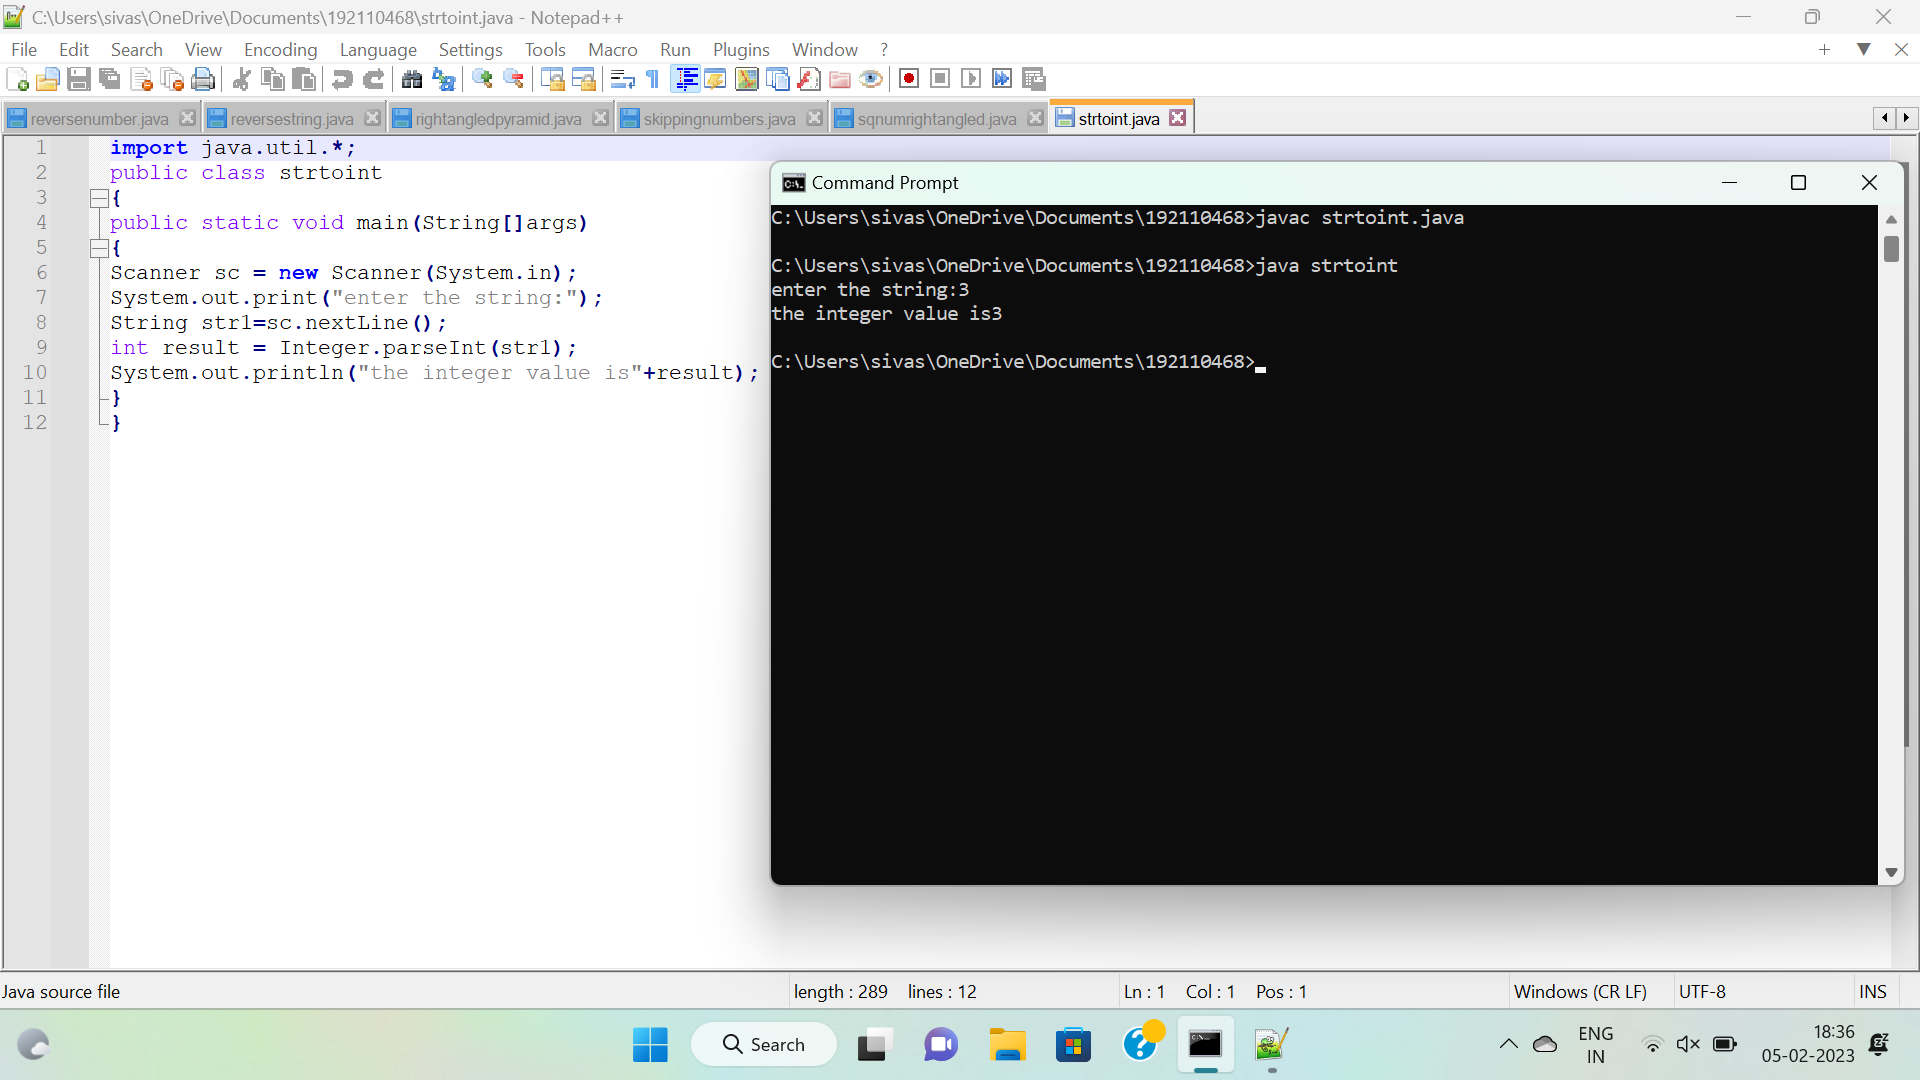 C:\Users\sivas\OneDrive\Documents\192110468\strtoint.java - Notepad++
File Edit Search View Encoding Language Settings Tools Macro Run Plugins Window ?
reversenumber.java reversestring.java rightangledpyramid.java skippingnumbers.java sqnumrightangled.java strtoint.java
1 import java.util.*;
2 public class strtoint
3 {
4 public static void main(String[]args)
5 {
6 Scanner sc = new Scanner(System.in);
7 System.out.print("enter the string:");
8 String str1=sc.nextLine();
9 int result = Integer.parseInt(str1);
10 System.out.println("the integer value is"+result);
11 }
12 }
Command Prompt
C:\Users\sivas\OneDrive\Documents\192110468>javac strtoint.java
C:\Users\sivas\OneDrive\Documents\192110468>java strtoint
enter the string:3
the integer value is3
C:\Users\sivas\OneDrive\Documents\192110468>
Java source file length : 289 lines : 12 Ln : 1 Col : 1 Pos : 1 Windows (CR LF) UTF-8 INS
Search
ENG
IN
18:36
05-02-2023